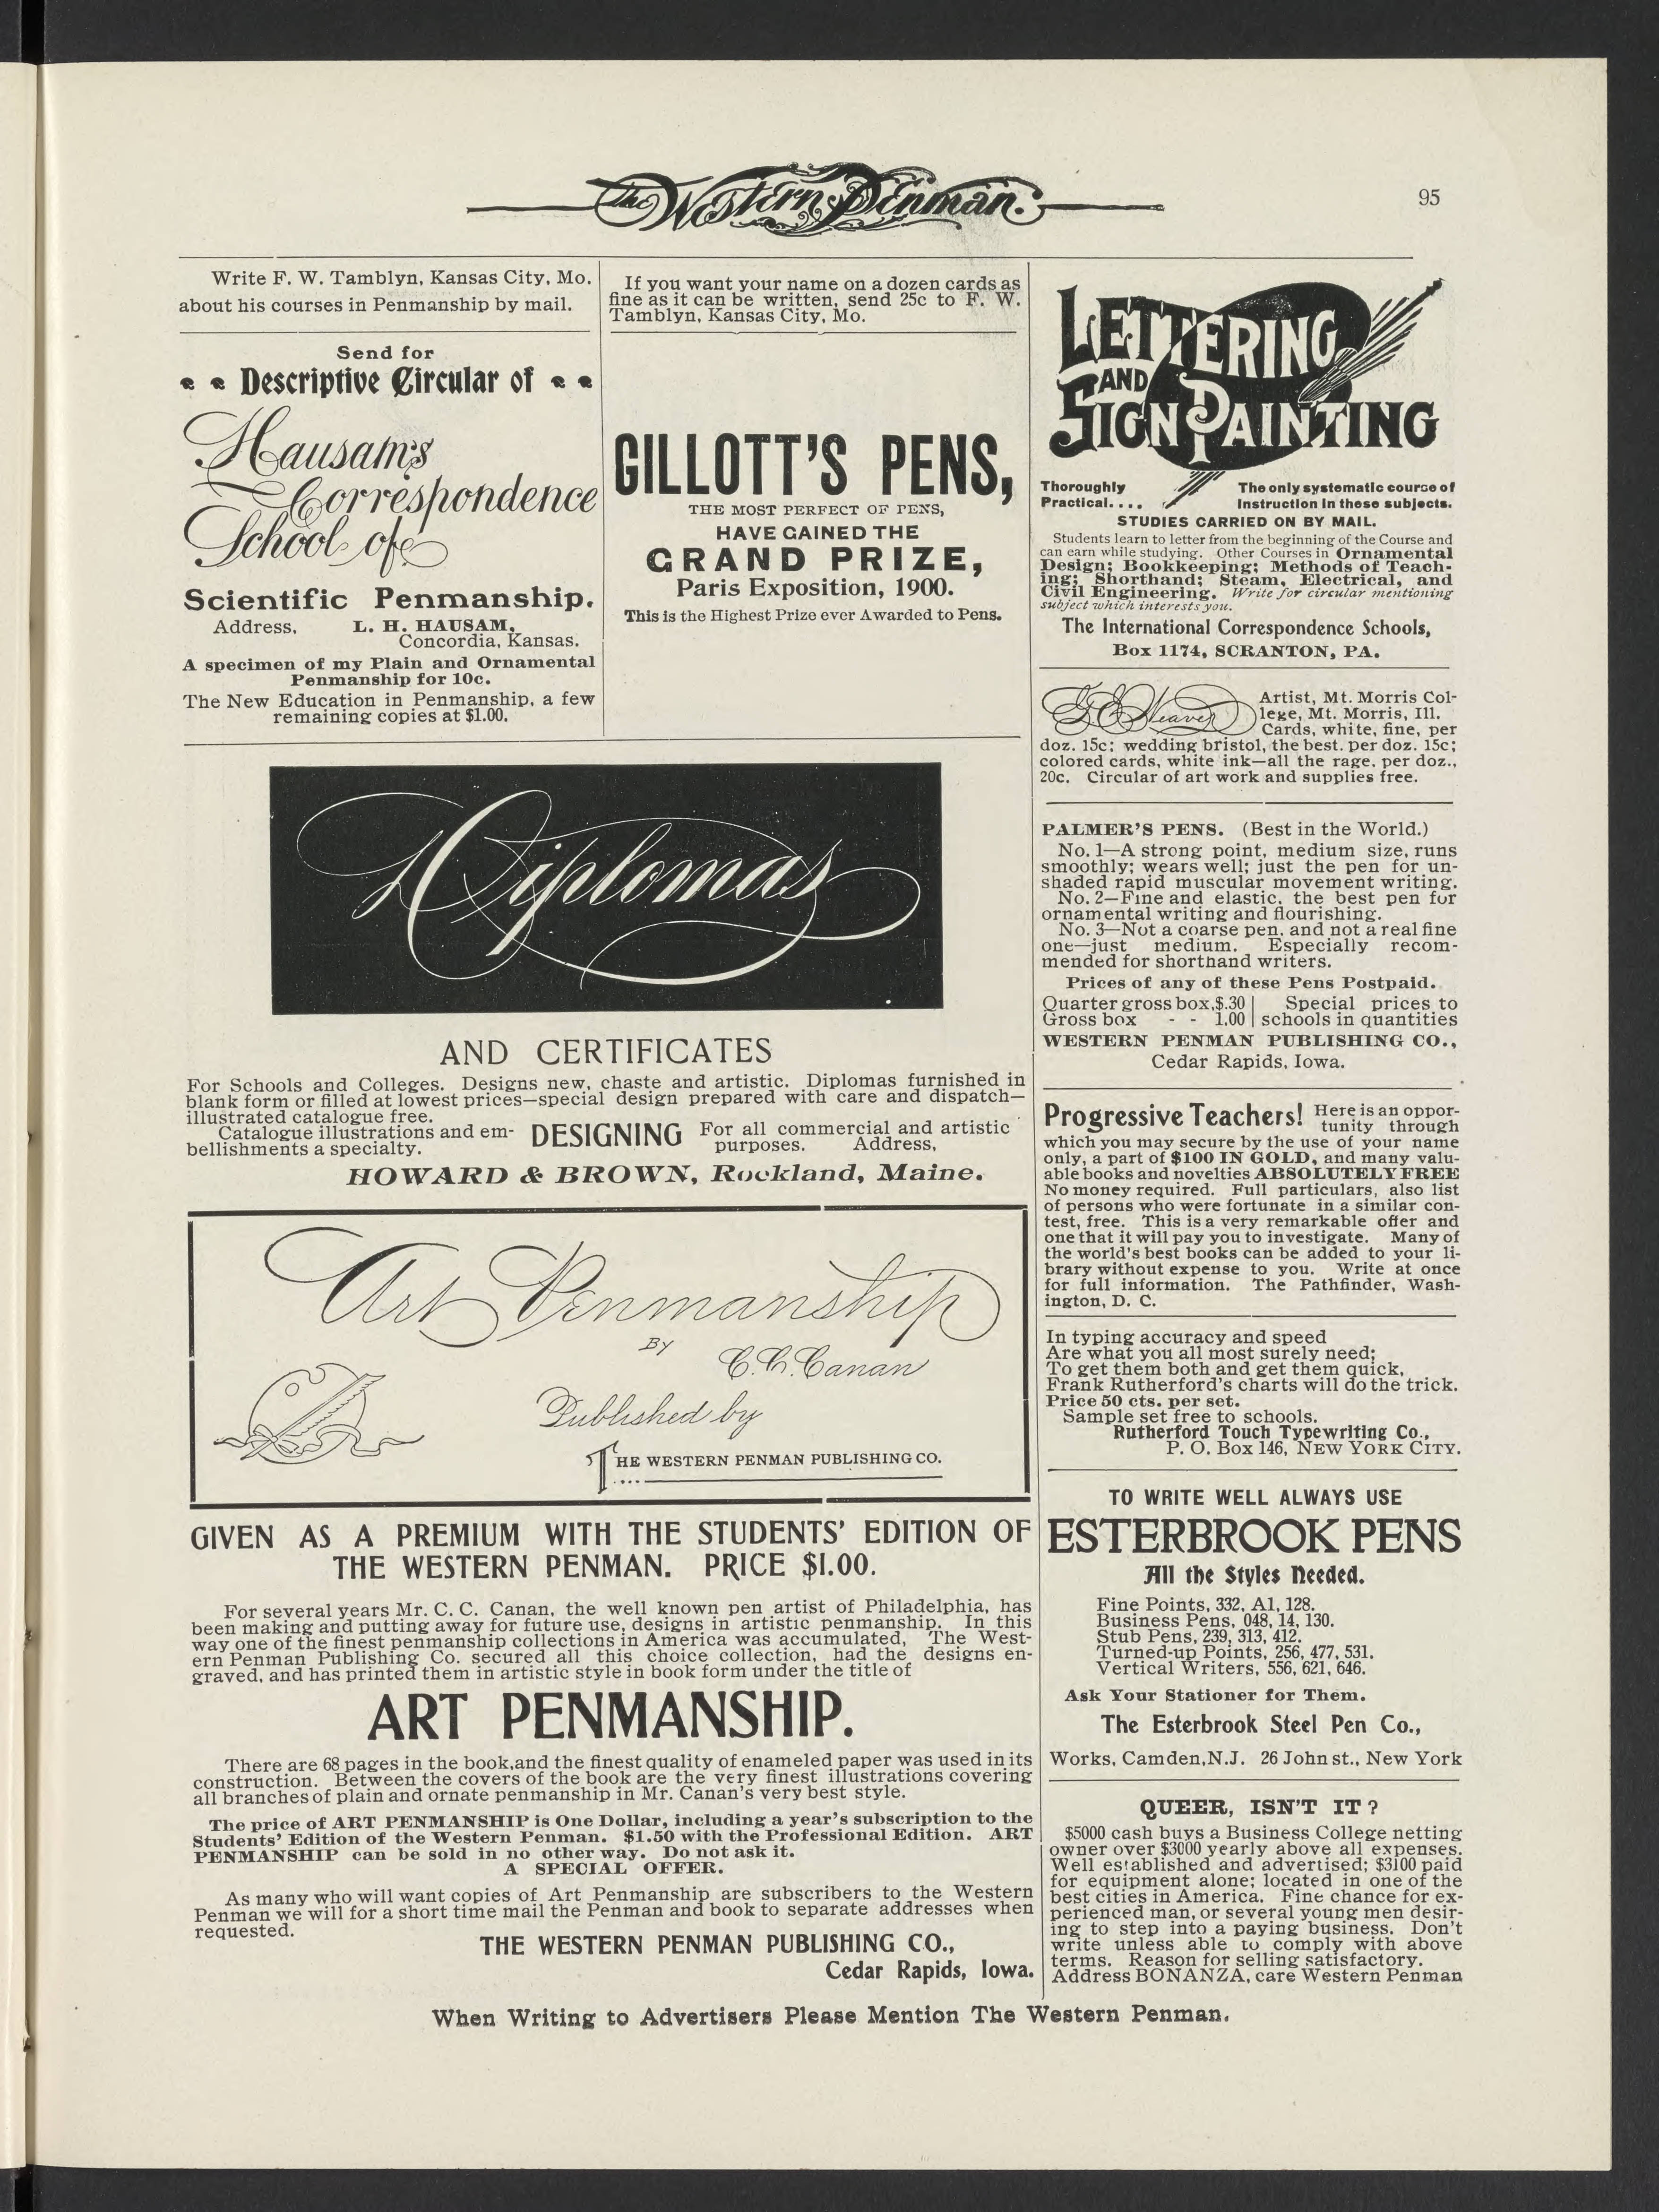 The Western Penman.
95
Write F. W. Tamblyn, Kansas City, Mo.
about his courses in Penmanship by mail.
Send for
Descriptive Circular of
Hausam's
Correspondence
School of
Scientific Penmanship.
Address, L. H. HAUSAM,
Concordia, Kansas.
A specimen of my Plain and Ornamental
Penmanship for 10c.
The New Education in Penmanship, a few
remaining copies at $1.00.
If you want your name on a dozen cards as
fine as it can be written, send 25c to F. W.
Tamblyn, Kansas City, Mo.
GILLOTT'S PENS,
THE MOST PERFECT OF PENS,
HAVE GAINED THE
GRAND PRIZE,
Paris Exposition, 1900.
This is the Highest Prize ever Awarded to Pens.
Diplomas
AND CERTIFICATES
For Schools and Colleges. Designs new, chaste and artistic. Diplomas furnished in
blank form or filled at lowest prices—special design prepared with care and dispatch—
illustrated catalogue free.
Catalogue illustrations and em-
bellishments a specialty.
DESIGNING
For all commercial and artistic
purposes. Address,
HOWARD & BROWN, Rockland, Maine.
Art Penmanship
BY
C. C. Canan
Published by
THE WESTERN PENMAN PUBLISHING CO.
GIVEN AS A PREMIUM WITH THE STUDENTS' EDITION OF
THE WESTERN PENMAN. PRICE $1.00.
For several years Mr. C. C. Canan, the well known pen artist of Philadelphia, has
been making and putting away for future use, designs in artistic penmanship. In this
way one of the finest penmanship collections in America was accumulated, The West-
ern Penman Publishing Co. secured all this choice collection, had the designs en-
graved, and has printed them in artistic style in book form under the title of
ART PENMANSHIP.
There are 68 pages in the book,and the finest quality of enameled paper was used in its
construction. Between the covers of the book are the very finest illustrations covering
all branches of plain and ornate penmanship in Mr. Canan's very best style.
The price of ART PENMANSHIP is One Dollar, including a year's subscription to the
Students' Edition of the Western Penman. $1.50 with the Professional Edition. ART
PENMANSHIP can be sold in no other way. Do not ask it.
A SPECIAL OFFER.
As many who will want copies of Art Penmanship are subscribers to the Western
Penman we will for a short time mail the Penman and book to separate addresses when
requested.
THE WESTERN PENMAN PUBLISHING CO.,
Cedar Rapids, Iowa.
LETTERING
AND
SIGN PAINTING
Thoroughly
Practical....
The only systematic course of
Instruction in these subjects.
STUDIES CARRIED ON BY MAIL.
Students learn to letter from the beginning of the Course and
can earn while studying. Other Courses in Ornamental
Design; Bookkeeping; Methods of Teach-
ing; Shorthand; Steam, Electrical, and
Civil Engineering. Write for circular mentioning
subject which interests you.
The International Correspondence Schools,
Box 1174, SCRANTON, PA.
G. E. Weaver
Artist, Mt. Morris Col-
lege, Mt. Morris, Ill.
Cards, white, fine, per
doz. 15c; wedding bristol, the best. per doz. 15c;
colored cards, white ink—all the rage, per doz.,
20c. Circular of art work and supplies free.
PALMER'S PENS. (Best in the World.)
No. 1—A strong point, medium size, runs
smoothly; wears well; just the pen for un-
shaded rapid muscular movement writing.
No. 2—Fine and elastic. the best pen for
ornamental writing and flourishing.
No. 3—Not a coarse pen, and not a real fine
one—just medium. Especially recom-
mended for shorthand writers.
Prices of any of these Pens Postpaid.
Quarter gross box,$.30 | Special prices to
Gross box - - 1.00 | schools in quantities
WESTERN PENMAN PUBLISHING CO.,
Cedar Rapids, Iowa.
Progressive Teachers! Here is an oppor-
tunity through
which you may secure by the use of your name
only, a part of $100 IN GOLD, and many valu-
able books and novelties ABSOLUTELY FREE
No money required. Full particulars, also list
of persons who were fortunate in a similar con-
test, free. This is a very remarkable offer and
one that it will pay you to investigate. Many of
the world's best books can be added to your li-
brary without expense to you. Write at once
for full information. The Pathfinder, Wash-
ington, D. C.
In typing accuracy and speed
Are what you all most surely need;
To get them both and get them quick,
Frank Rutherford's charts will do the trick.
Price 50 cts. per set.
Sample set free to schools.
Rutherford Touch Typewriting Co.,
P. O. Box 146, NEW YORK CITY.
TO WRITE WELL ALWAYS USE
ESTERBROOK PENS
All the Styles Needed.
Fine Points, 332, A1, 128.
Business Pens, 048, 14, 130.
Stub Pens, 239, 313, 412.
Turned-up Points, 256, 477, 531.
Vertical Writers, 556, 621, 646.
Ask Your Stationer for Them.
The Esterbrook Steel Pen Co.,
Works, Camden,N.J. 26 John st., New York
QUEER, ISN'T IT?
$5000 cash buys a Business College netting
owner over $3000 yearly above all expenses.
Well established and advertised; $3100 paid
for equipment alone; located in one of the
best cities in America. Fine chance for ex-
perienced man, or several young men desir-
ing to step into a paying business. Don't
write unless able to comply with above
terms. Reason for selling satisfactory.
Address BONANZA, care Western Penman
When Writing to Advertisers Please Mention The Western Penman.